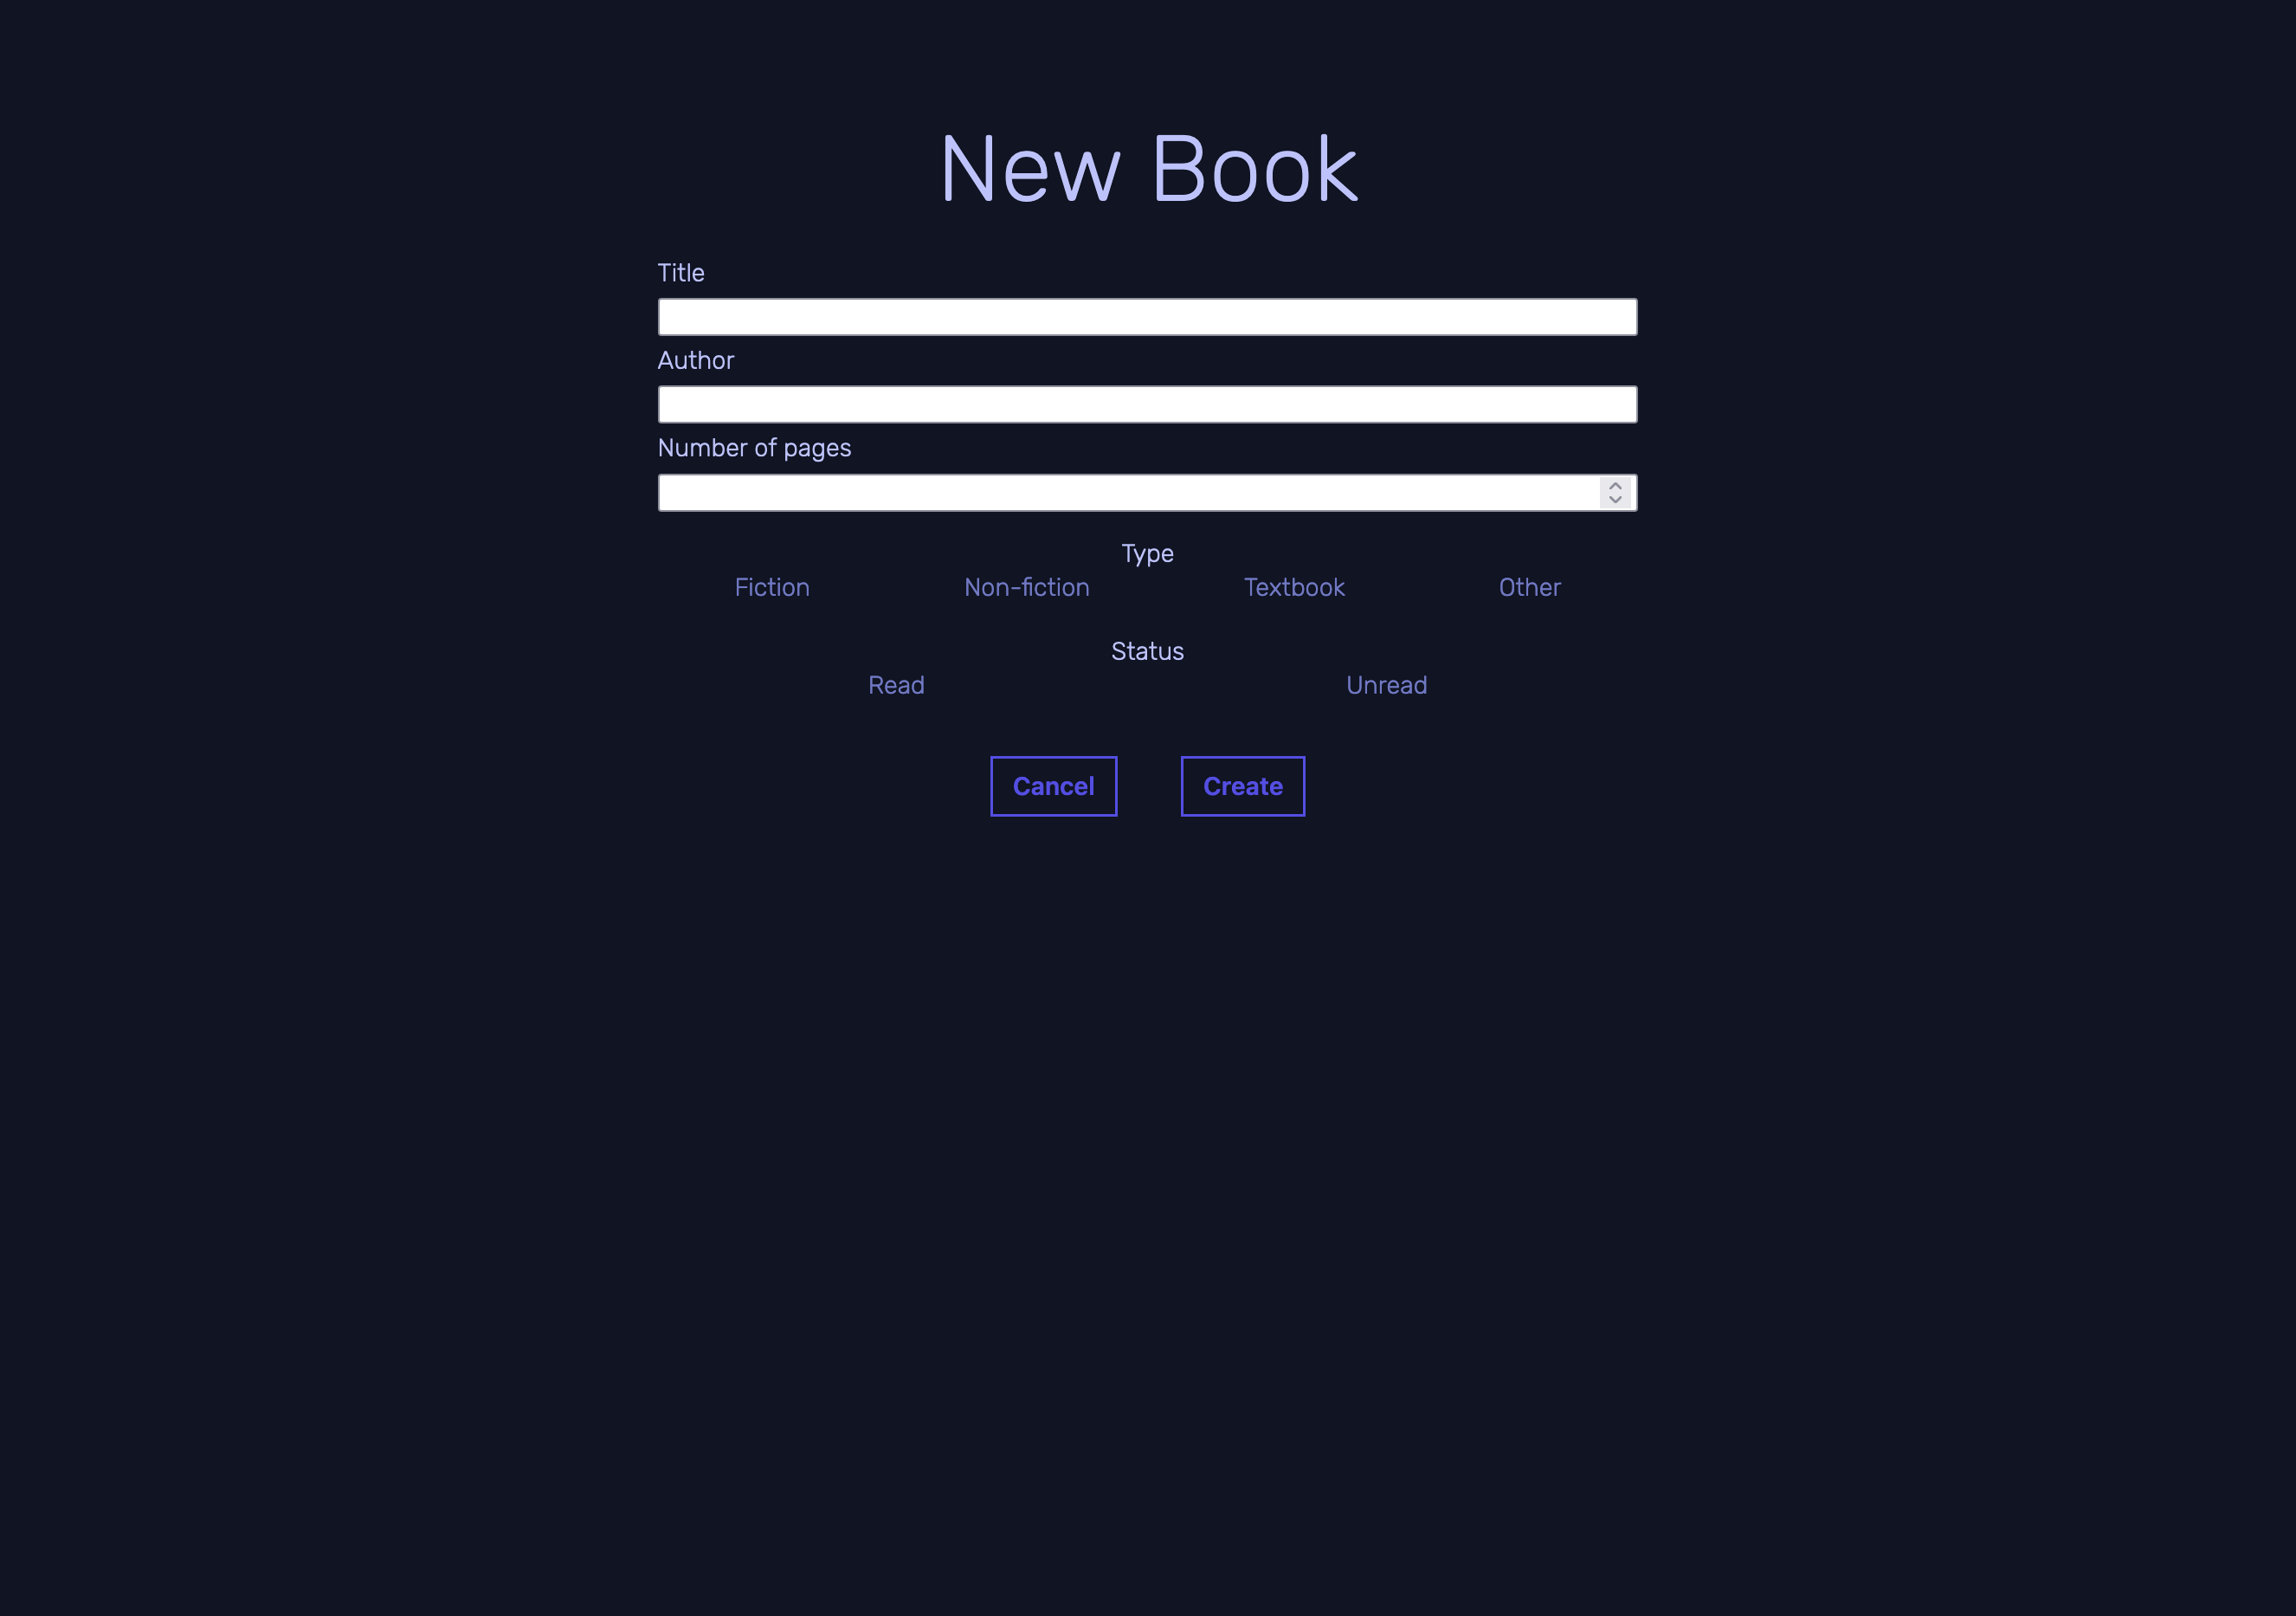 New Book
Title
Author
Number of pages
Type
Fiction Non-fiction Textbook Other
Status
Read Unread
Cancel Create